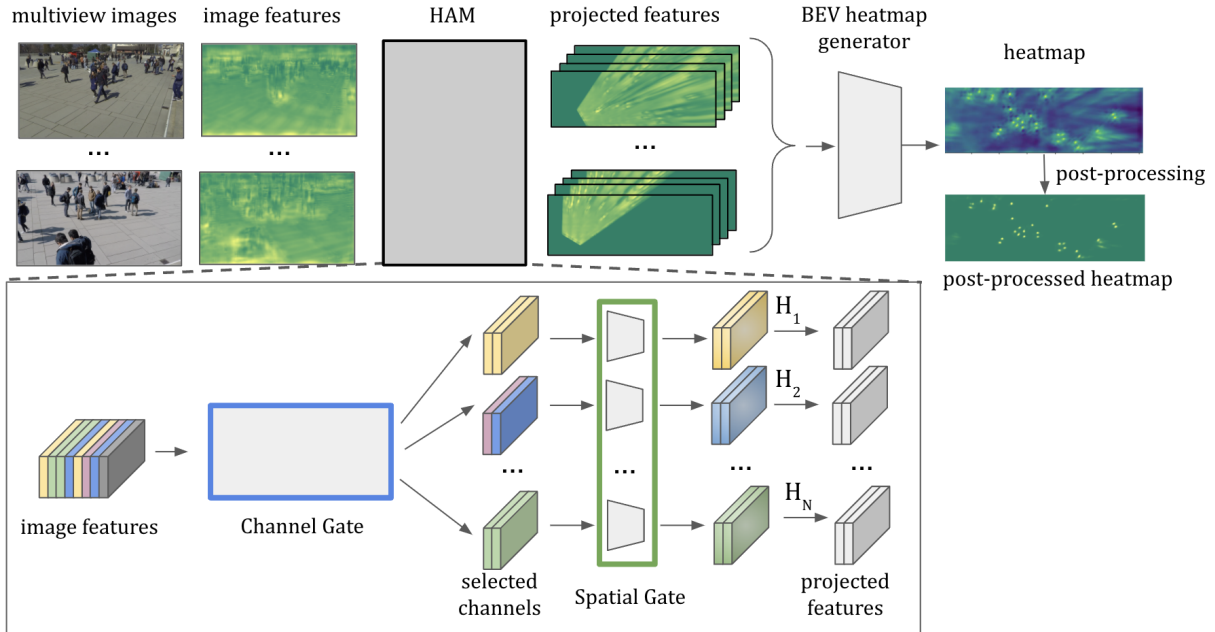 multiview images
image features
HAM
projected features
BEV heatmap
generator
heatmap
...
...
...
post-processing
post-processed heatmap
H1
H2
...
...
...
...
HN
image features
Channel Gate
selected
channels
Spatial Gate
projected
features